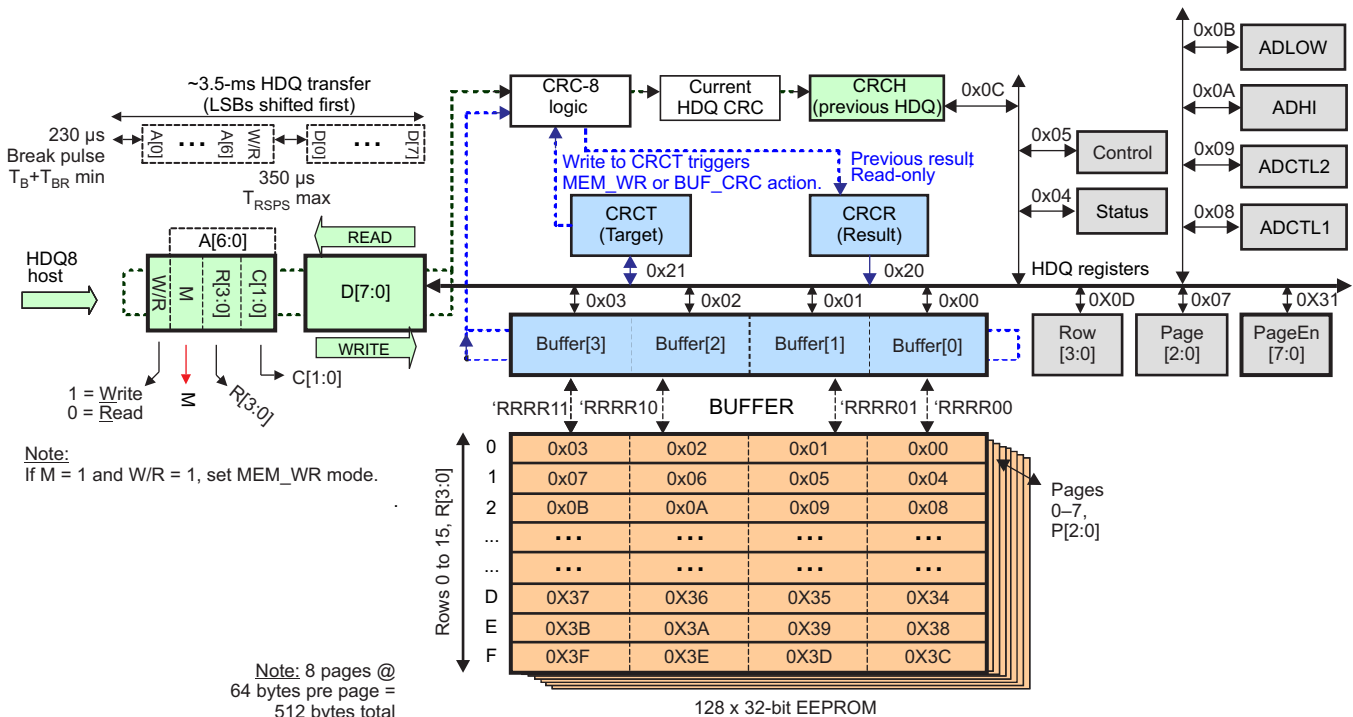 ~3.5-ms HDQ transfer
(LSBs shifted first)
230 µs
Break pulse
TB+TBR min
A[0]
•••
A[6]
W/R
D[0]
•••
D[7]
350 µs
TRSPS max
HDQ8
host
A[6:0]
W/R
M
R[3:0]
C[1:0]
READ
D[7:0]
WRITE
1 = Write
0 = Read
M
R[3:0]
C[1:0]
Note:
If M = 1 and W/R = 1, set MEM_WR mode.
.
CRC-8
logic
Current
HDQ CRC
CRCH
(previous HDQ)
0x0C
Write to CRCT triggers
MEM_WR or BUF_CRC action.
Previous result,
Read-only
CRCT
(Target)
CRCR
(Result)
0x21
0x20
0x05
Control
0x04
Status
0x0B
ADLOW
0x0A
ADHI
0x09
ADCTL2
0x08
ADCTL1
HDQ registers
0x03
0x02
0x01
0x00
0X0D
0x07
0X31
Buffer[3]
Buffer[2]
Buffer[1]
Buffer[0]
Row
[3:0]
Page
[2:0]
PageEn
[7:0]
'RRRR11
'RRRR10
BUFFER
'RRRR01
'RRRR00
Rows 0 to 15, R[3:0]
0 0x03 0x02 0x01 0x00
1 0x07 0x06 0x05 0x04
2 0x0B 0x0A 0x09 0x08
... ••• ••• ••• •••
... ••• ••• ••• •••
D 0X37 0X36 0X35 0X34
E 0X3B 0X3A 0X39 0X38
F 0X3F 0X3E 0X3D 0X3C
Pages
0–7,
P[2:0]
Note: 8 pages @
64 bytes pre page =
512 bytes total
128 x 32-bit EEPROM